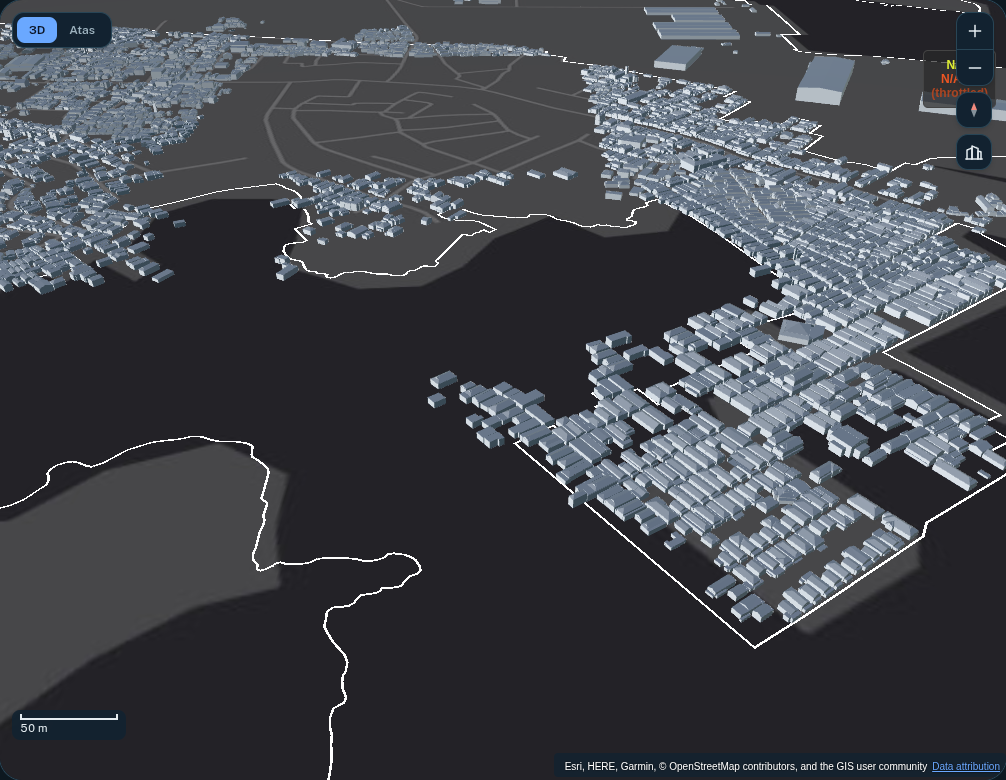 3D
Atas
(throttled)
50 m
Esri, HERE, Garmin, © OpenStreetMap contributors, and the GIS user community Data attribution